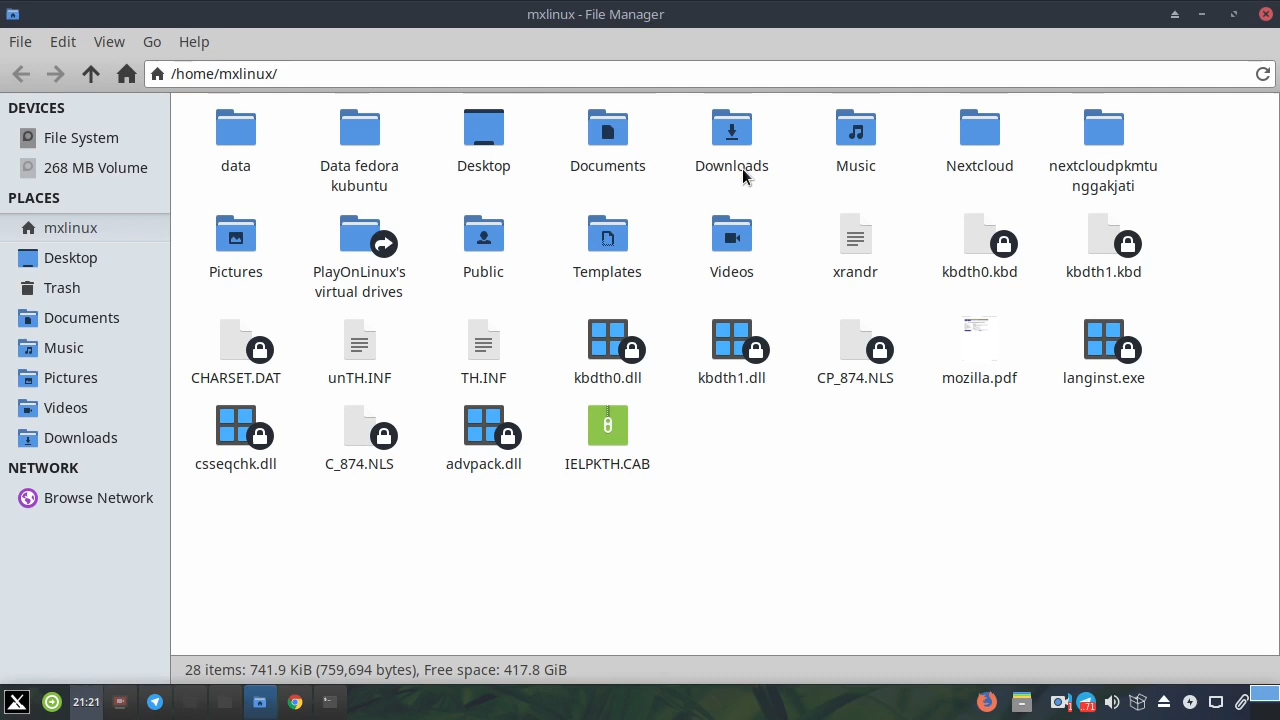 mxlinux - File Manager
File Edit View Go Help
/home/mxlinux/
DEVICES
File System
268 MB Volume
PLACES
mxlinux
Desktop
Trash
Documents
Music
Pictures
Videos
Downloads
NETWORK
Browse Network
data
Data fedora
kubuntu
Desktop
Documents
Downloads
Music
Nextcloud
nextcloudpkmtu
nggakjati
Pictures
PlayOnLinux's
virtual drives
Public
Templates
Videos
xrandr
kbdth0.kbd
kbdth1.kbd
CHARSET.DAT
unTH.INF
TH.INF
kbdth0.dll
kbdth1.dll
CP_874.NLS
mozilla.pdf
langinst.exe
csseqchk.dll
C_874.NLS
advpack.dll
IELPKTH.CAB
28 items: 741.9 KiB (759,694 bytes), Free space: 417.8 GiB
21:21
1
..71